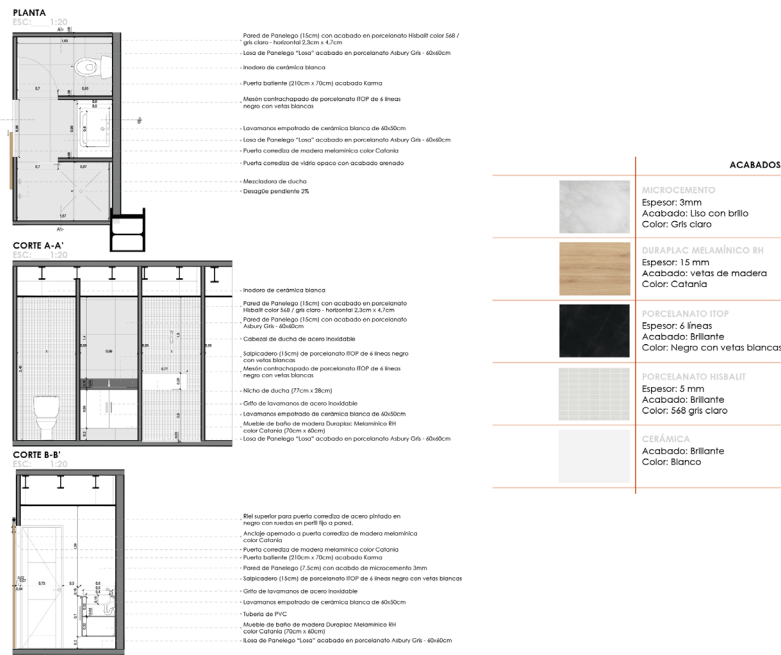 PLANTA
ESC: 1:20
Pared de Panelego (15cm) con acabado en porcelanato Hisbalit color 568 /
gris claro - horizontal 2,3cm x 4,7cm
Losa de Panelego "Losa" acabado en porcelanato Asbury Gris - 60x60cm
Inodoro de cerámica blanca
Puerta batiente (210cm x 70cm) acabado Karma
Mesón contrachapado de porcelanato ITOP de 6 líneas
negro con vetas blancas
Lavamanos empotrado de cerámica blanca de 60x50cm
Losa de Panelego "Losa" acabado en porcelanato Asbury Gris - 60x60cm
Puerta corrediza de madera melamínica color Catania
Puerta corrediza de vidrio opaco con acabado arenado
Mezcladora de ducha
Desagüe pendiente 2%
CORTE A-A'
ESC: 1:20
Inodoro de cerámica blanca
Pared de Panelego (15cm) con acabado en porcelanato
Hisbalit color 568 / gris claro - horizontal 2,3cm x 4,7cm
Pared de Panelego (15cm) con acabado en porcelanato
Asbury Gris - 60x60cm
Cabezal de ducha de acero inoxidable
Salpicadero (15cm) de porcelanato ITOP de 6 líneas negro
con vetas blancas
Mesón contrachapado de porcelanato ITOP de 6 líneas
negro con vetas blancas
Nicho de ducha (77cm x 28cm)
Grifo de lavamanos de acero inoxidable
Lavamanos empotrado de cerámica blanca de 60x50cm
Mueble de baño de madera Duraplac Melamínico RH
color Catania (70cm x 60cm)
Losa de Panelego "Losa" acabado en porcelanato Asbury Gris - 60x60cm
CORTE B-B'
ESC: 1:20
Riel superior para puerta corrediza de acero pintado en
negro con ruedas en perfil fijo a pared.
Anclaje apernado a puerta corrediza de madera melamínica
color Catania
Puerta corrediza de madera melamínica color Catania
Puerta batiente (210cm x 70cm) acabado Karma
Pared de Panelego (7.5cm) con acabdo de microcemento 3mm
Salpicadero (15cm) de porcelanato ITOP de 6 líneas negro con vetas blancas
Grifo de lavamanos de acero inoxidable
Lavamanos empotrado de cerámica blanca de 60x50cm
Tubería de PVC
Mueble de baño de madera Duraplac Melamínico RH
color Catania (70cm x 60cm)
lLosa de Panelego "Losa" acabado en porcelanato Asbury Gris - 60x60cm
ACABADOS
MICROCEMENTO
Espesor: 3mm
Acabado: Liso con brillo
Color: Gris claro
DURAPLAC MELAMÍNICO RH
Espesor: 15 mm
Acabado: vetas de madera
Color: Catania
PORCELANATO ITOP
Espesor: 6 líneas
Acabado: Brillante
Color: Negro con vetas blancas
PORCELANATO HISBALIT
Espesor: 5 mm
Acabado: Brillante
Color: 568 gris claro
CERÁMICA
Acabado: Brillante
Color: Blanco